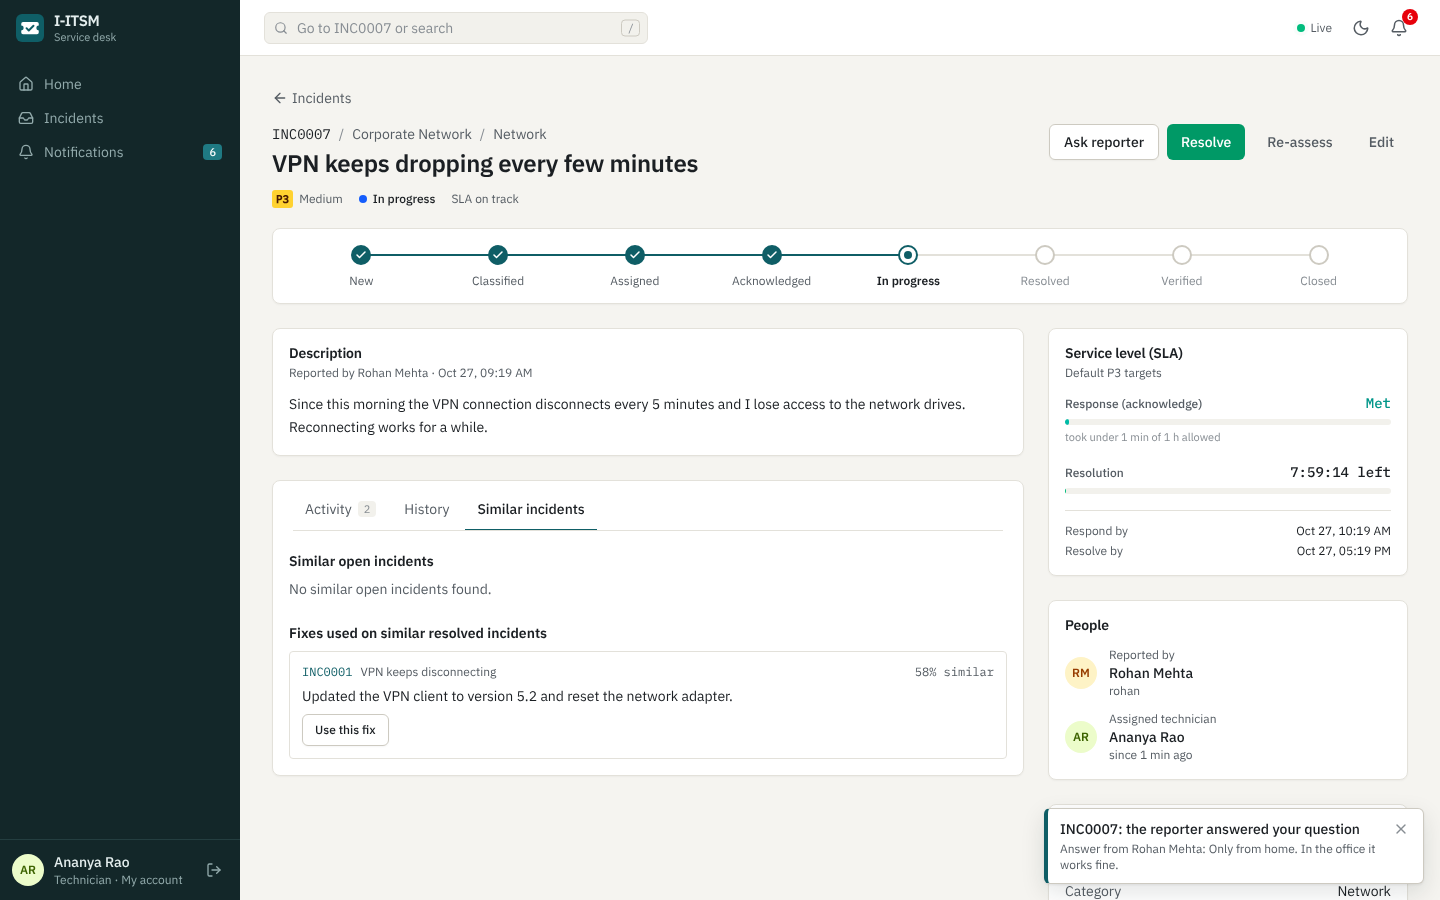 I-ITSM
Service desk
Home
Incidents
Notifications 6
Ananya Rao
Technician · My account
AR
Go to INC0007 or search /
Live
6
Incidents
INC0007 / Corporate Network / Network
VPN keeps dropping every few minutes
P3 Medium In progress SLA on track
Ask reporter Resolve Re-assess Edit
New Classified Assigned Acknowledged In progress Resolved Verified Closed
Description
Reported by Rohan Mehta · Oct 27, 09:19 AM
Since this morning the VPN connection disconnects every 5 minutes and I lose access to the network drives.
Reconnecting works for a while.
Activity 2 History Similar incidents
Similar open incidents
No similar open incidents found.
Fixes used on similar resolved incidents
INC0001 VPN keeps disconnecting 58% similar
Updated the VPN client to version 5.2 and reset the network adapter.
Use this fix
Service level (SLA)
Default P3 targets
Response (acknowledge) Met
took under 1 min of 1 h allowed
Resolution 7:59:14 left
Respond by Oct 27, 10:19 AM
Resolve by Oct 27, 05:19 PM
People
RM
Reported by
Rohan Mehta
rohan
AR
Assigned technician
Ananya Rao
since 1 min ago
INC0007: the reporter answered your question
Answer from Rohan Mehta: Only from home. In the office it
works fine.
Category Network